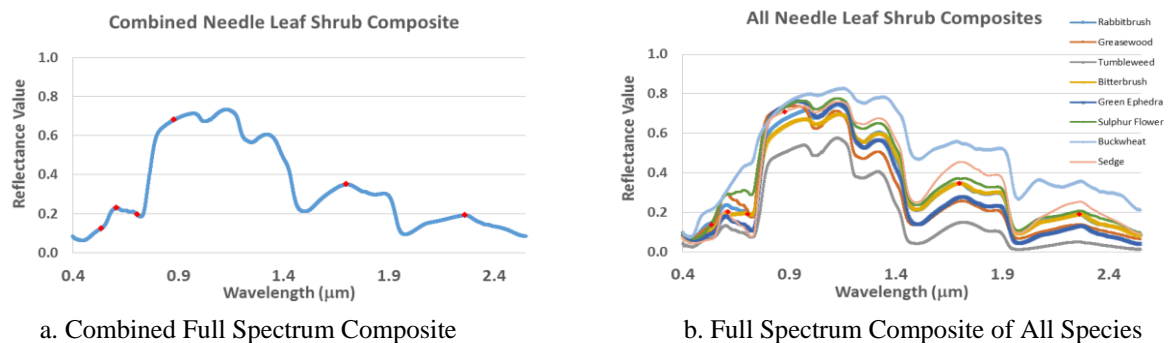 Combined Needle Leaf Shrub Composite
Reflectance Value
1.0
0.8
0.6
0.4
0.2
0.0
0.4
0.9
1.4
1.9
2.4
Wavelength (μm)
a. Combined Full Spectrum Composite
All Needle Leaf Shrub Composites
Reflectance Value
1.0
0.8
0.6
0.4
0.2
0.0
0.4
0.9
1.4
1.9
2.4
Wavelength (μm)
Rabbitbrush
Greasewood
Tumbleweed
Bitterbrush
Green Ephedra
Sulphur Flower
Buckwheat
Sedge
b. Full Spectrum Composite of All Species